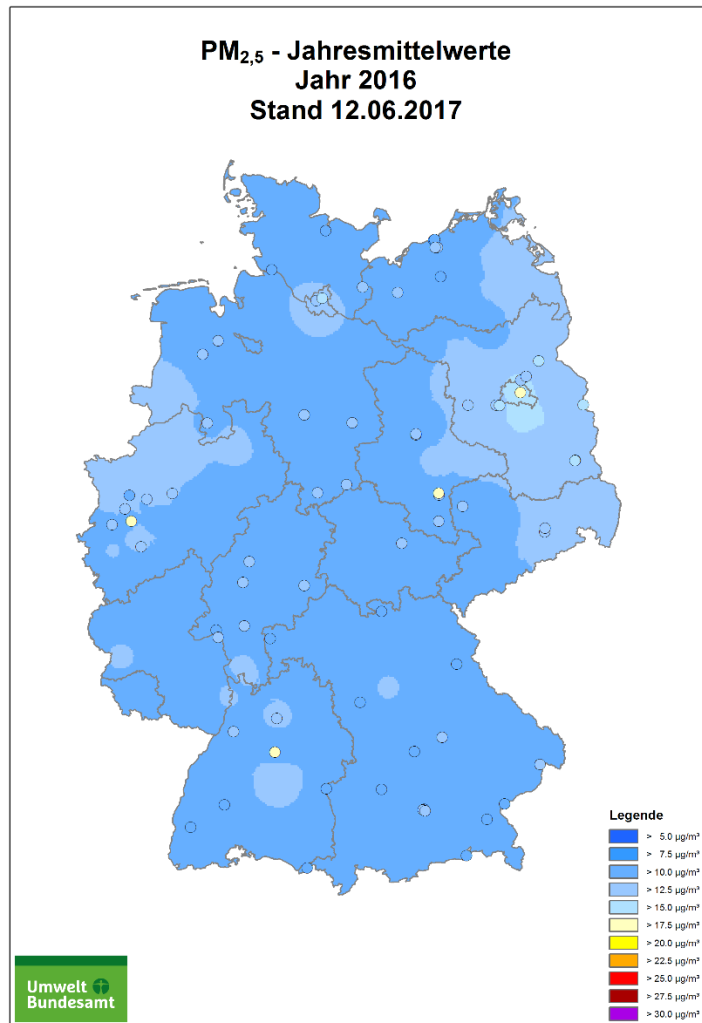 PM2,5 - Jahresmittelwerte
Jahr 2016
Stand 12.06.2017
Legende
> 5.0 µg/m³
> 7.5 µg/m³
> 10.0 µg/m³
> 12.5 µg/m³
> 15.0 µg/m³
> 17.5 µg/m³
> 20.0 µg/m³
> 22.5 µg/m³
> 25.0 µg/m³
> 27.5 µg/m³
> 30.0 µg/m³
Umwelt
Bundesamt